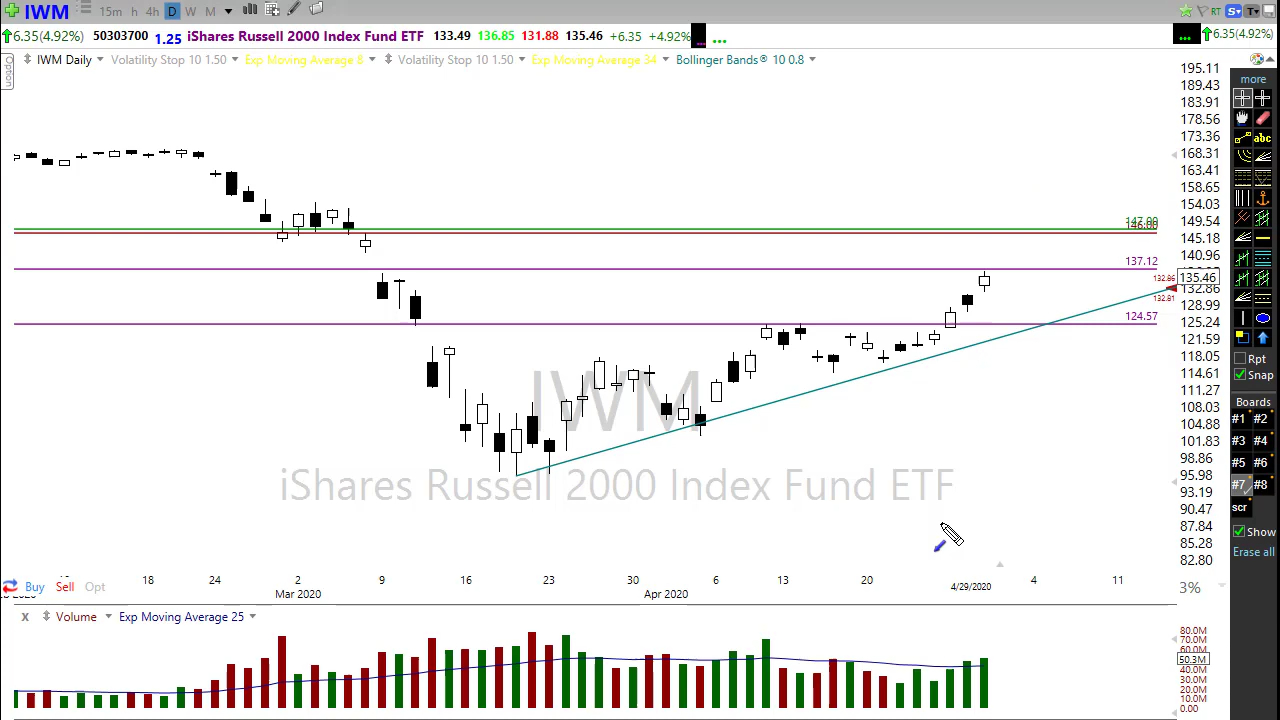 IWM 15m h 4h D W M RT S T
6.35(4.92%) 50303700 1.25 iShares Russell 2000 Index Fund ETF 133.49 136.85 131.88 135.46 +6.35 +4.92% ... ... 6.35(4.92%)
Option
IWM Daily Volatility Stop 10 1.50 Exp Moving Average 8 Volatility Stop 10 1.50 Exp Moving Average 34 Bollinger Bands® 10 0.8
195.11
189.43
183.91
178.56
173.36
168.31
163.41
158.65
154.03
149.54
147.00
146.00
145.18
140.96
137.12
132.86
135.46
132.86
132.81
128.99
124.57
125.24
121.59
118.05
114.61
111.27
108.03
104.88
101.83
98.86
95.98
93.19
90.47
87.84
85.28
82.80
IWM
iShares Russell 2000 Index Fund ETF
more
abc
Rpt
Snap
Boards
#1 #2
#3 #4
#5 #6
#7 #8
scr
Show
Erase all
18 24 2 9 16 23 30 6 13 20 4/29/2020 4 11
Buy Sell Opt
Mar 2020 Apr 2020
3%
x Volume Exp Moving Average 25
80.0M
70.0M
60.0M
50.3M
40.0M
30.0M
20.0M
10.0M
0.00